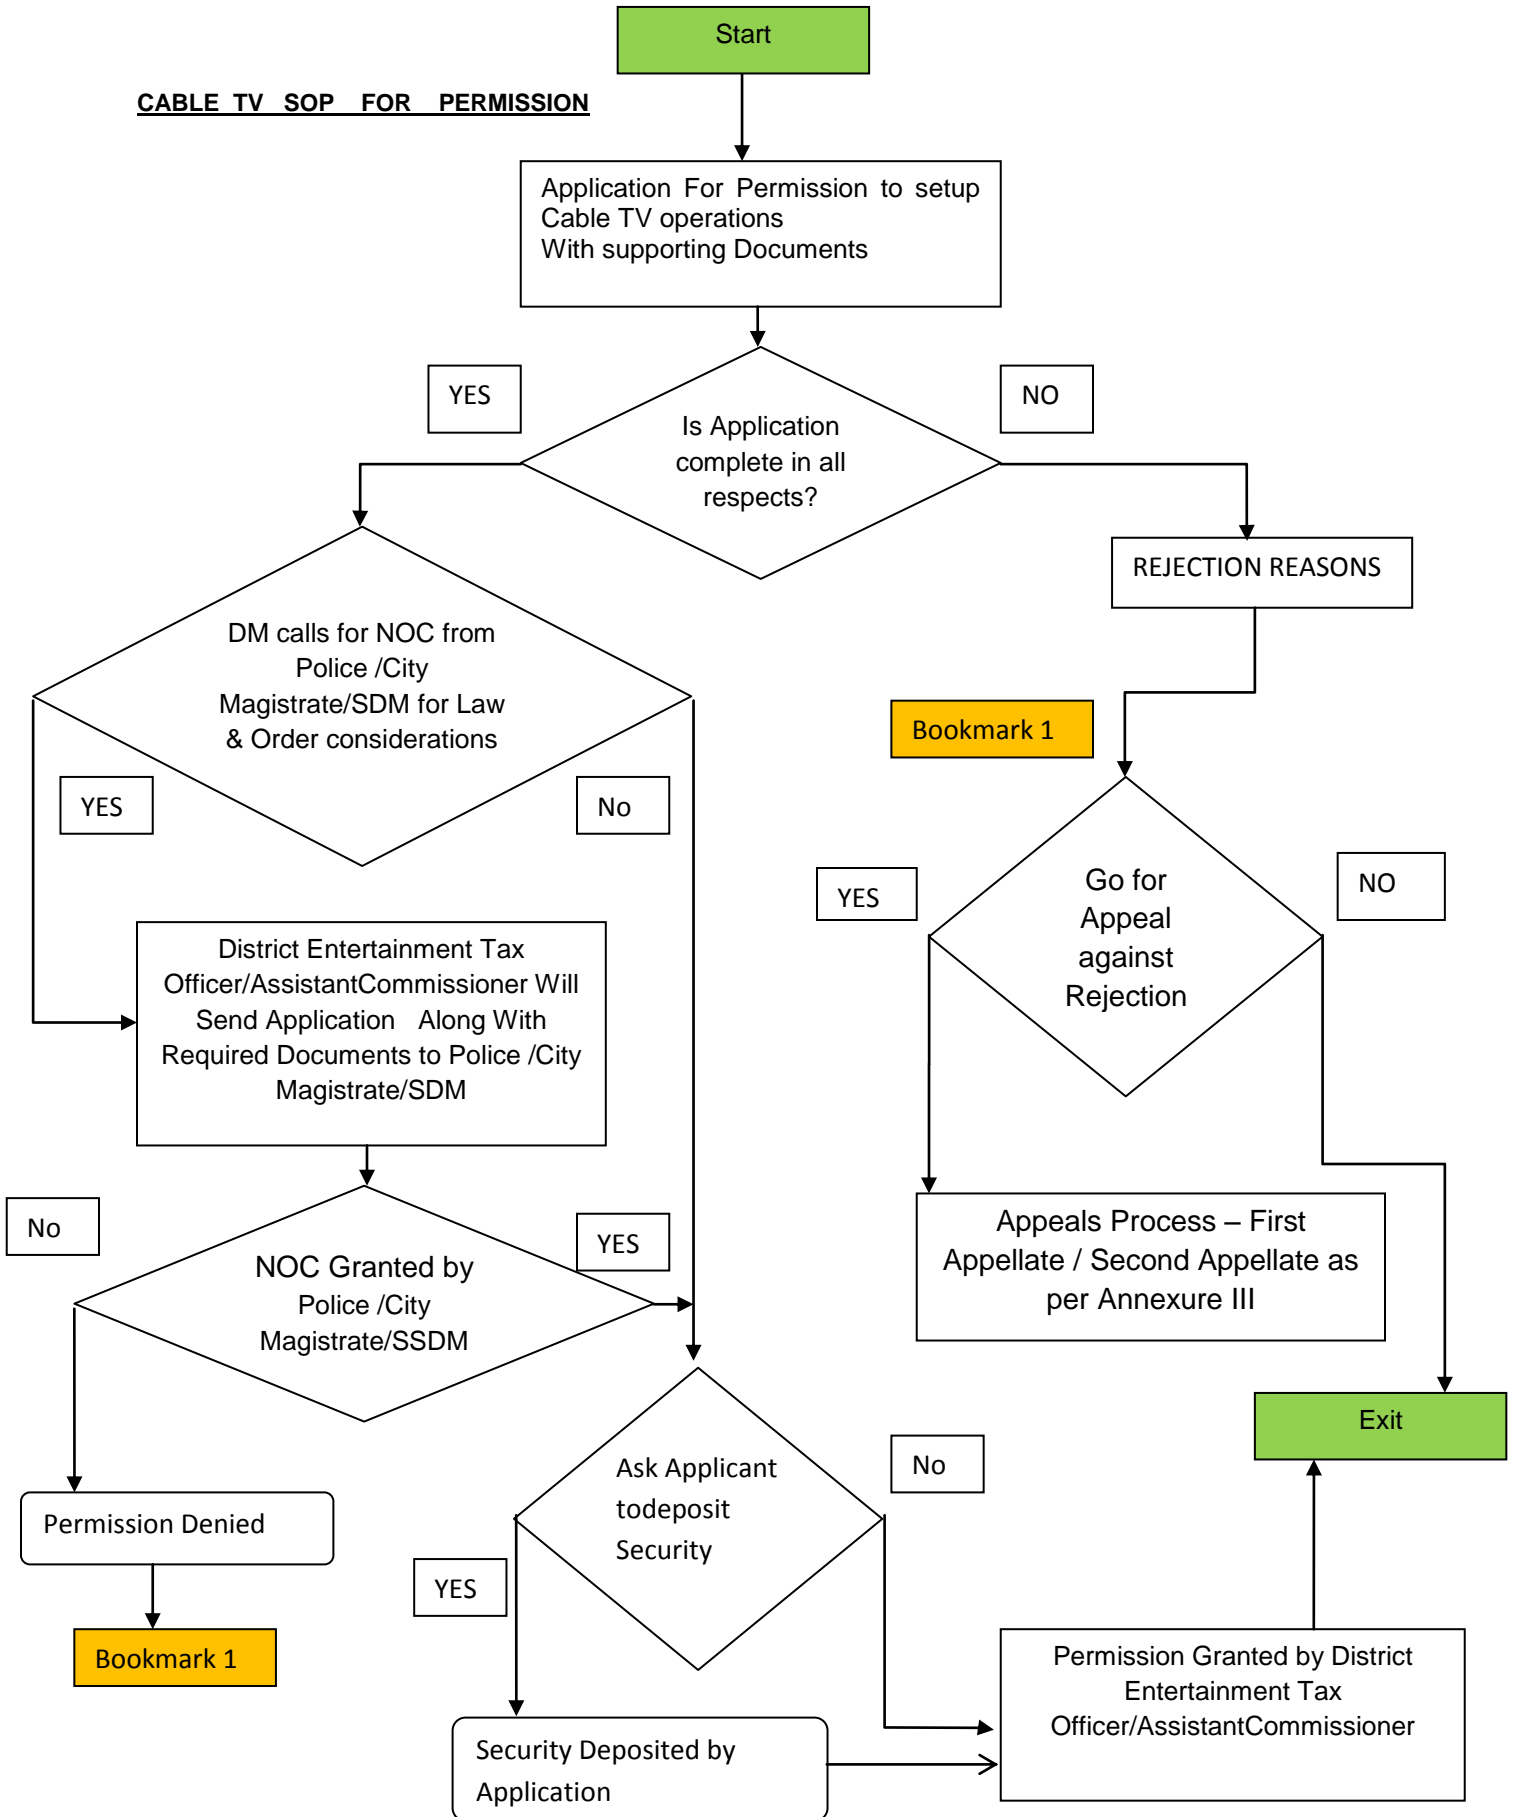 Start
CABLE TV SOP FOR PERMISSION
Application For Permission to setup
Cable TV operations
With supporting Documents
YES
NO
Is Application
complete in all
respects?
REJECTION REASONS
DM calls for NOC from
Police /City
Magistrate/SDM for Law
& Order considerations
Bookmark 1
YES
No
Go for
Appeal
against
Rejection
YES
NO
District Entertainment Tax
Officer/AssistantCommissioner Will
Send Application Along With
Required Documents to Police /City
Magistrate/SDM
No
YES
NOC Granted by
Police /City
Magistrate/SSDM
Appeals Process – First
Appellate / Second Appellate as
per Annexure III
Exit
Ask Applicant
todeposit
Security
No
Permission Denied
YES
Bookmark 1
Permission Granted by District
Entertainment Tax
Officer/AssistantCommissioner
Security Deposited by
Application